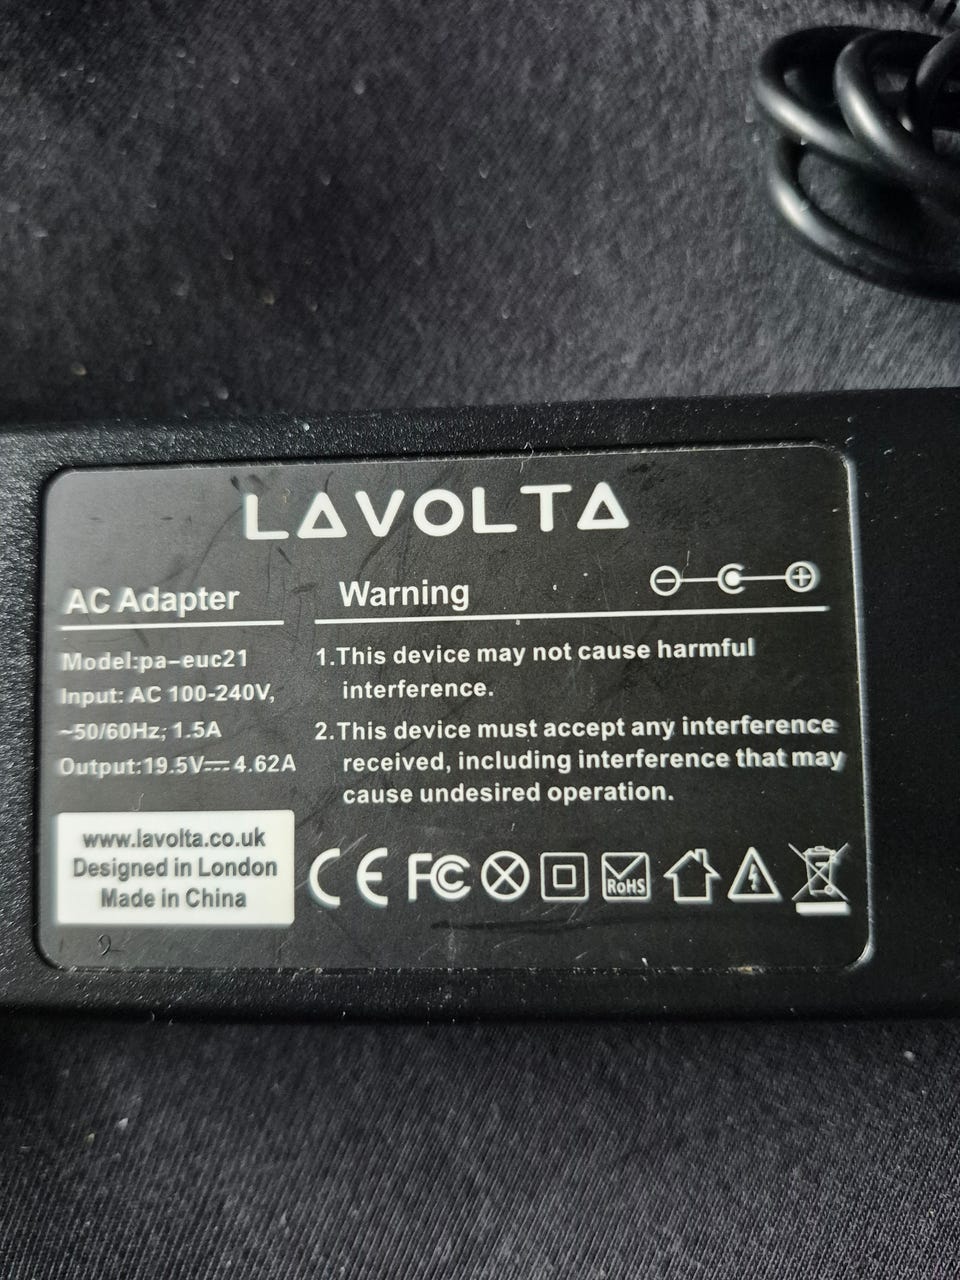 LAVOLTA
AC Adapter
Model:pa-euc21
Input: AC 100-240V,
~50/60Hz; 1.5A
Output:19.5V⎓4.62A
www.lavolta.co.uk
Designed in London
Made in China
Warning
1.This device may not cause harmful
interference.
2.This device must accept any interference
received, including interference that may
cause undesired operation.
CE FC RoHS